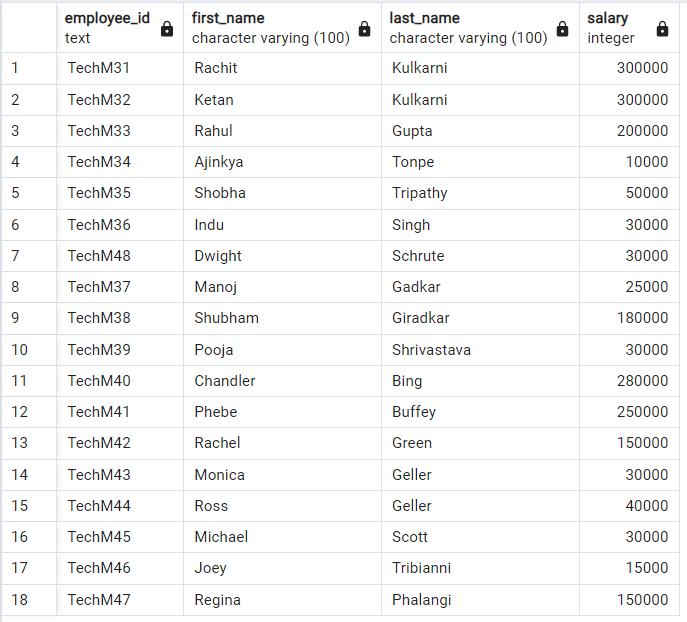 employee_id first_name last_name salary
text character varying (100) character varying (100) integer
1 TechM31 Rachit Kulkarni 300000
2 TechM32 Ketan Kulkarni 300000
3 TechM33 Rahul Gupta 200000
4 TechM34 Ajinkya Tonpe 10000
5 TechM35 Shobha Tripathy 50000
6 TechM36 Indu Singh 30000
7 TechM48 Dwight Schrute 30000
8 TechM37 Manoj Gadkar 25000
9 TechM38 Shubham Giradkar 180000
10 TechM39 Pooja Shrivastava 30000
11 TechM40 Chandler Bing 280000
12 TechM41 Phebe Buffey 250000
13 TechM42 Rachel Green 150000
14 TechM43 Monica Geller 30000
15 TechM44 Ross Geller 40000
16 TechM45 Michael Scott 30000
17 TechM46 Joey Tribianni 15000
18 TechM47 Regina Phalangi 150000